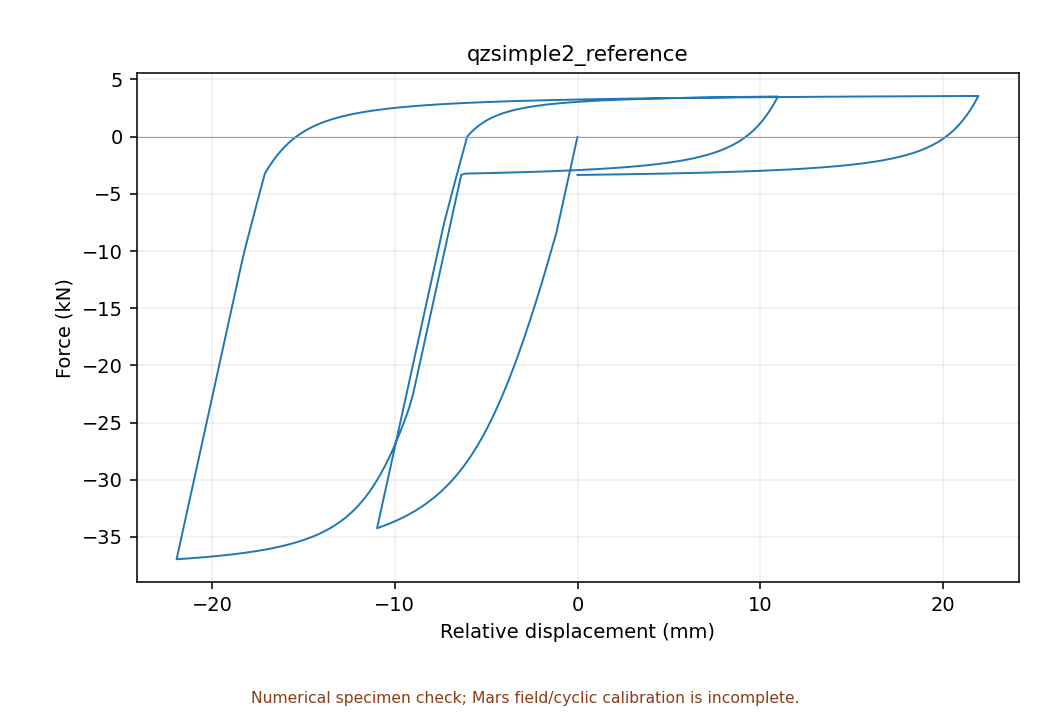 qzsimple2_reference
5
0
−5
−10
−15
−20
−25
−30
−35
Force (kN)
−20 −10 0 10 20
Relative displacement (mm)
Numerical specimen check; Mars field/cyclic calibration is incomplete.